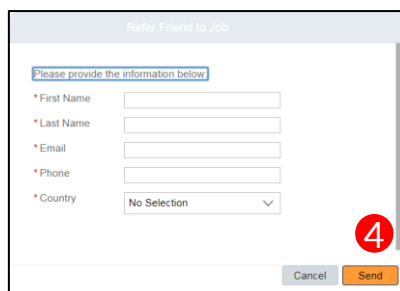 Refer Friend to Job
Please provide the information below:
* First Name
* Last Name
* Email
* Phone
* Country
No Selection
4
Cancel
Send